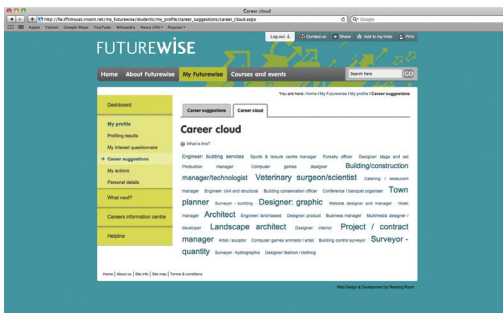 Career cloud
http://fw.iffcmsuat.rroom.net/my_futurewise/students/my_profile/career_suggestions/career_cloud.aspx
Google
Apple Yahoo! Google Maps YouTube Wikipedia News Popular
Log out Contact us Share Add to my links Print
FUTUREWISE
Home About Futurewise My Futurewise Courses and events Search here GO
You are here: Home / My Futurewise / My profile / Career suggestions
Dashboard
My profile
Profiling results
My interest questionnaire
Career suggestions
My actions
Personal details
What next?
Careers information centre
Helpline
Career suggestions Career cloud
Career cloud
What is this?
Engineer: building services Sports & leisure centre manager Forestry officer Designer: stage and set
Production manager Computer games designer Building/construction
manager/technologist Veterinary surgeon/scientist Catering / restaurant
manager Engineer: civil and structural Building conservation officer Conference / banquet organiser Town
planner Surveyor - building Designer: graphic Website designer and manager Hotel
manager Architect Engineer: land-based Designer: product Business manager Multimedia designer /
developer Landscape architect Designer: interior Project / contract
manager Artist / sculptor Computer games animator / artist Building control surveyor Surveyor -
quantity Surveyor - hydrographic Designer: fashion / clothing
Home | About us | Site info | Site map | Terms & conditions
Web Design & Development by Reading Room